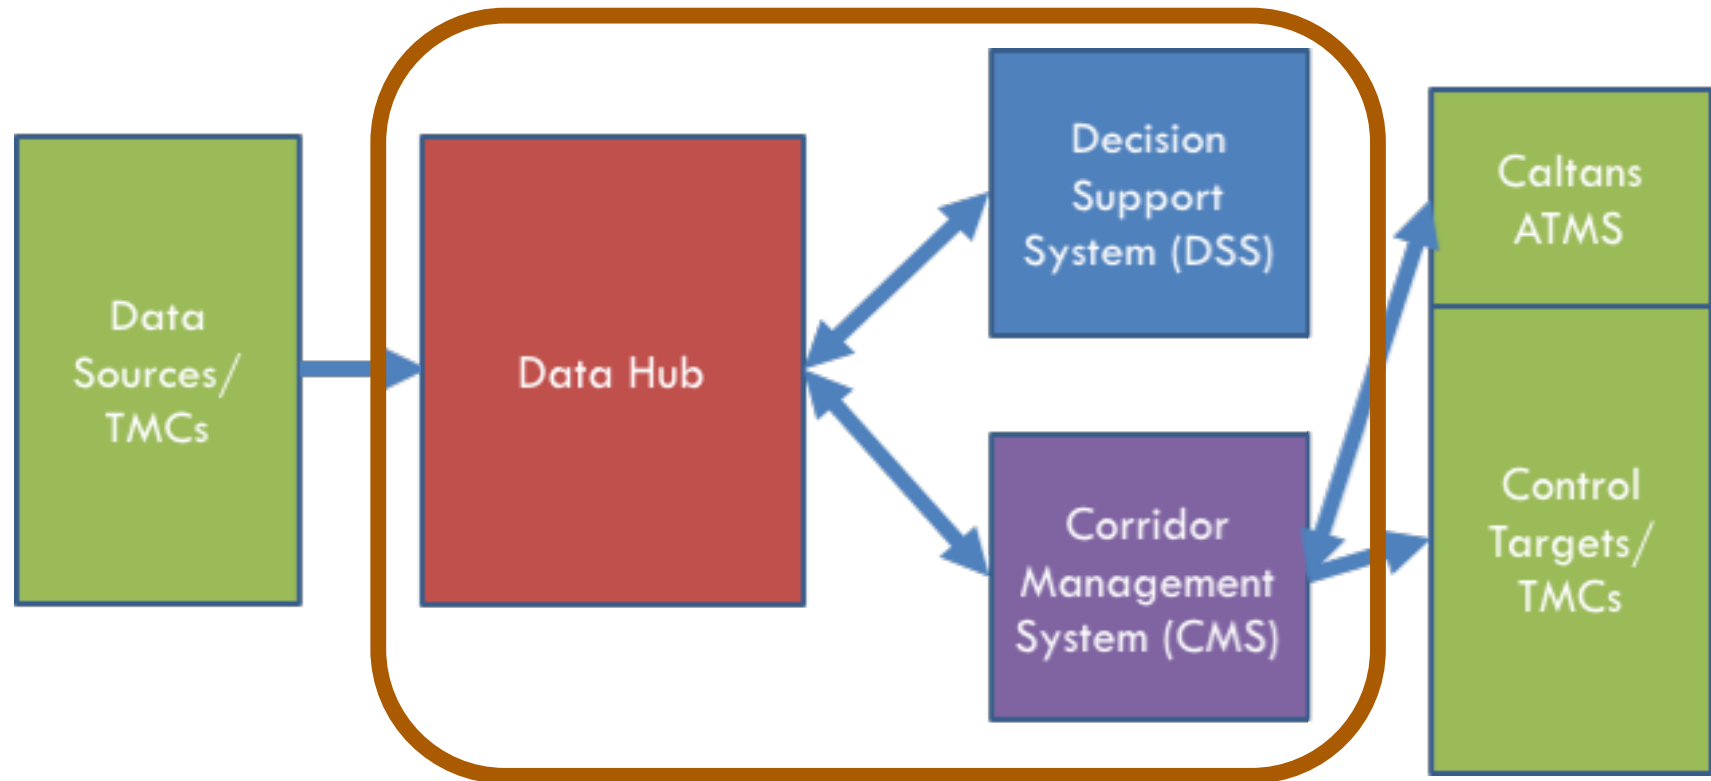 Data
Sources/
TMCs
Data Hub
Decision
Support
System (DSS)
Corridor
Management
System (CMS)
Caltans
ATMS
Control
Targets/
TMCs